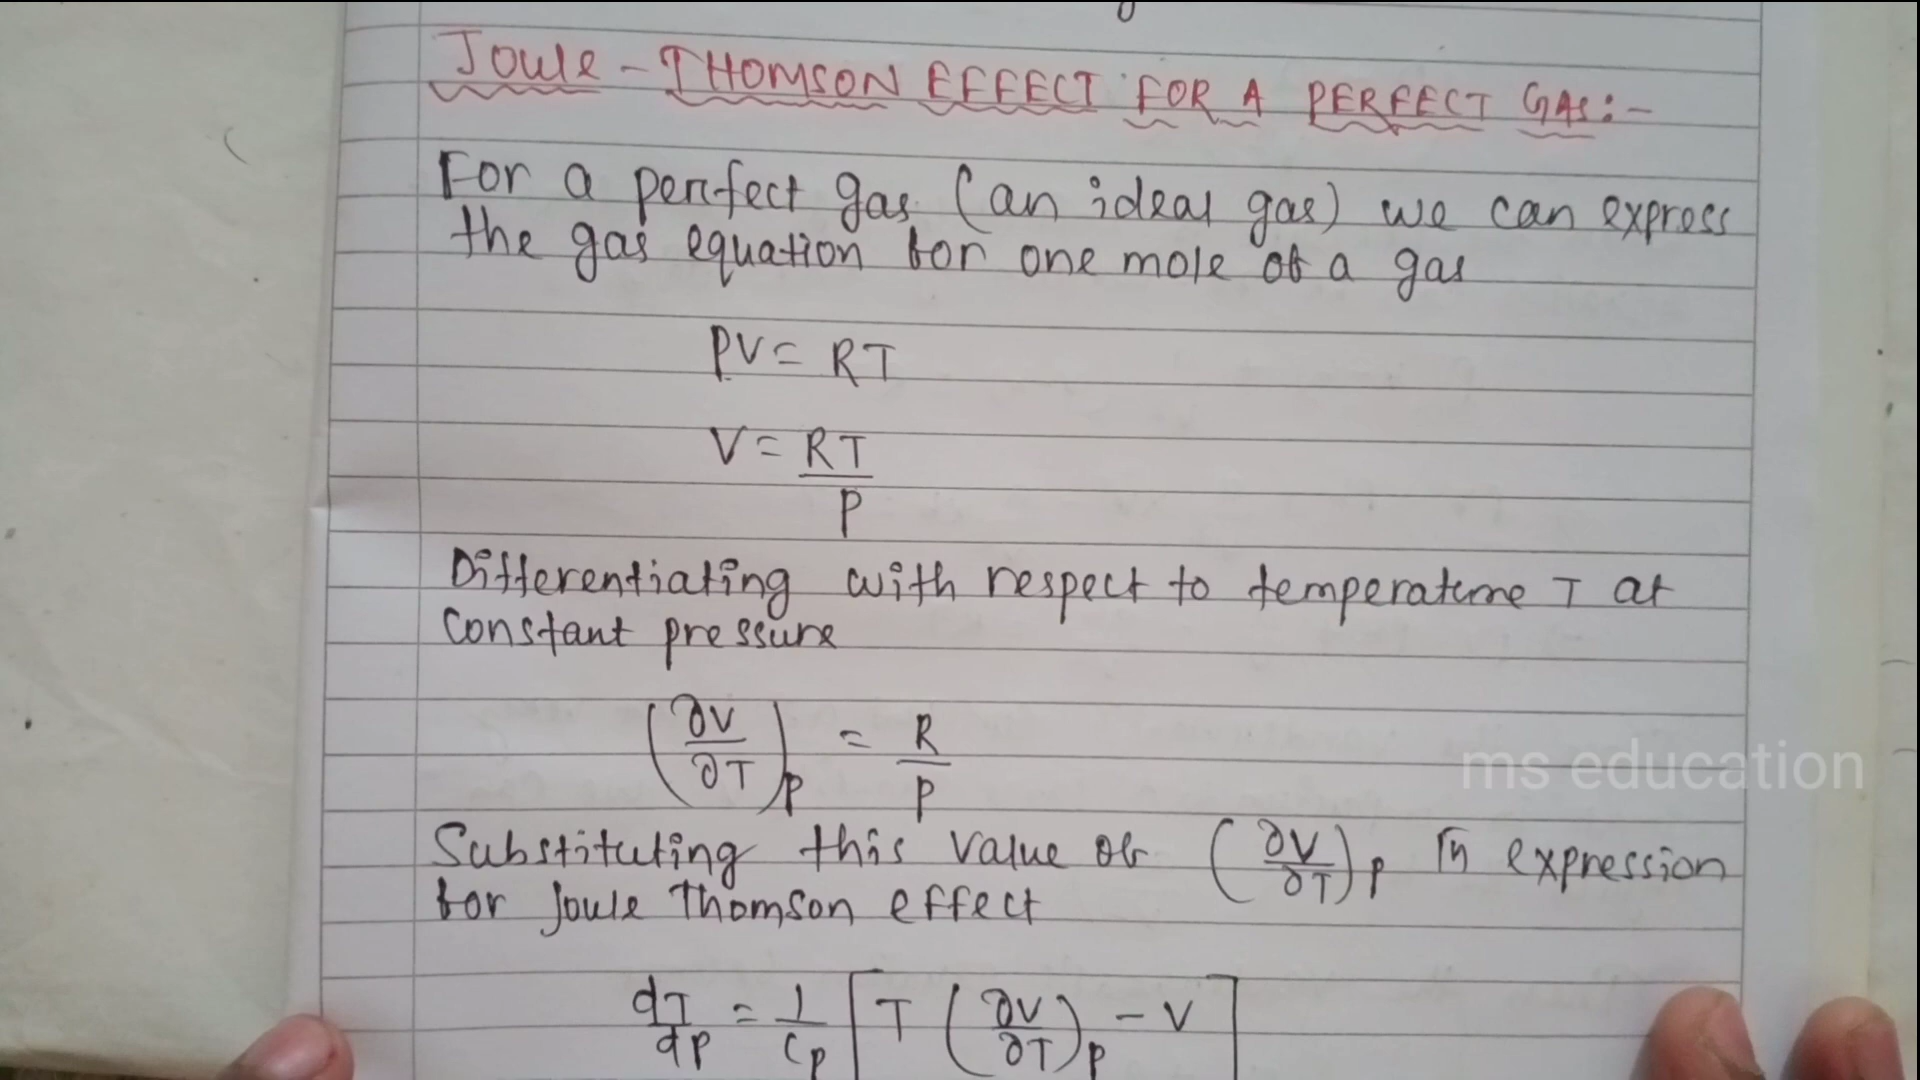 JOULE - THOMSON EFFECT FOR A PERFECT GAS:-
For a perfect gas (an ideal gas) we can express
the gas equation for one mole of a gas
PV = RT
V = RT/P
Differentiating with respect to temperature T at
constant pressure
(∂V/∂T)P = R/P
Substituting this value of (∂V/∂T)P in expression
for Joule Thomson effect
dT/dP = 1/CP [T (∂V/∂T)P - V]
ms education